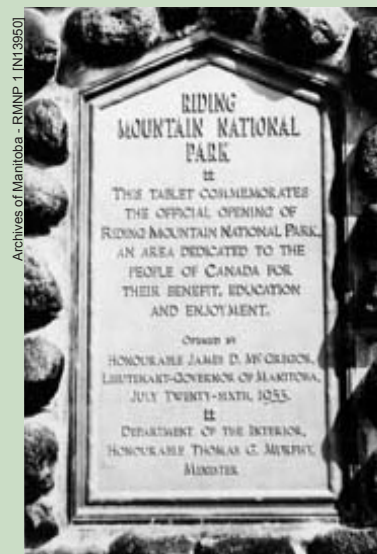 Archives of Manitoba - RMNP 1 [N13950]
RIDING
MOUNTAIN NATIONAL
PARK
THIS TABLET COMMEMORATES
THE OFFICIAL OPENING OF
RIDING MOUNTAIN NATIONAL PARK,
AN AREA DEDICATED TO THE
PEOPLE OF CANADA FOR
THEIR BENEFIT, EDUCATION
AND ENJOYMENT.
OPENED BY
HONOURABLE JAMES D. MCGREGOR,
LIEUTENANT-GOVERNOR OF MANITOBA,
JULY TWENTY-SIXTH, 1933.
DEPARTMENT OF THE INTERIOR,
HONOURABLE THOMAS G. MURPHY,
MINISTER